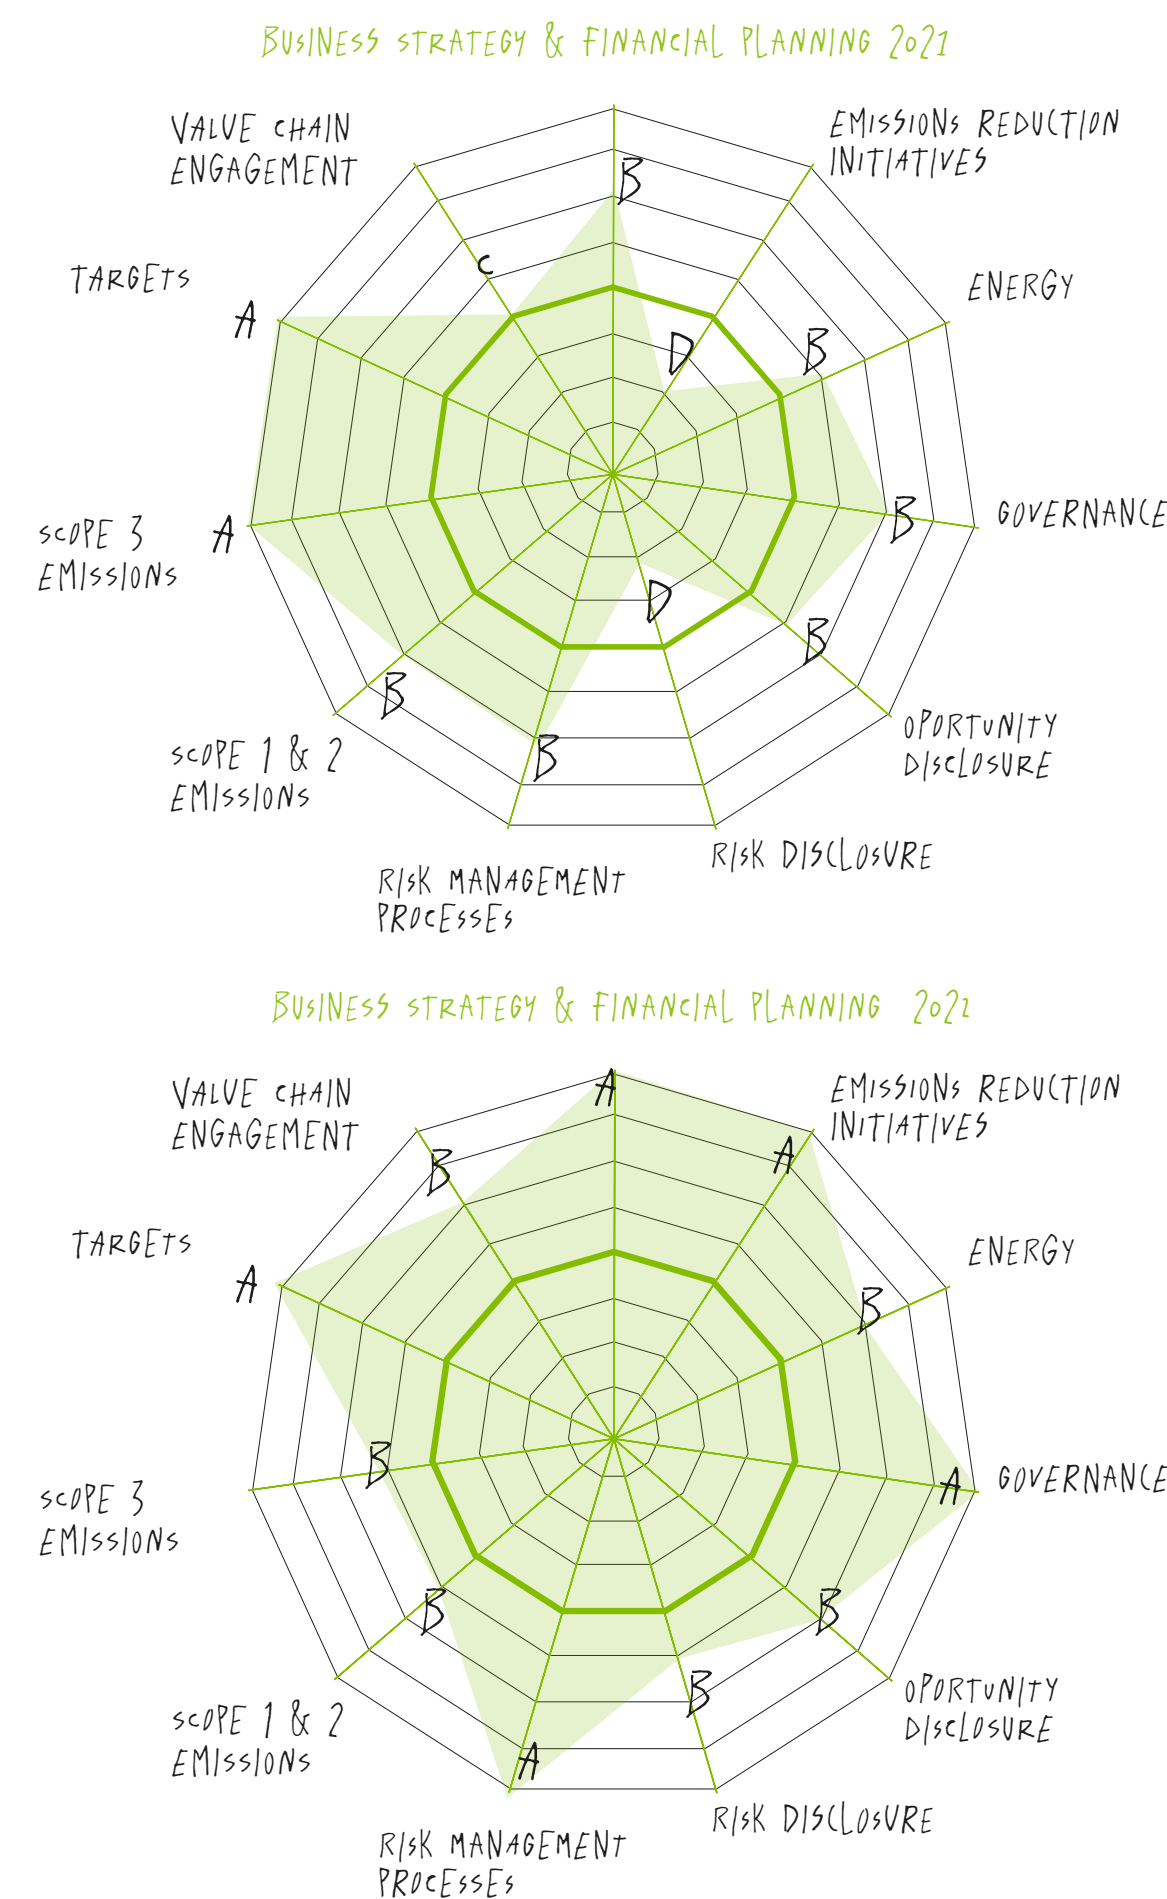 BUSINESS STRATEGY & FINANCIAL PLANNING 2021
VALUE CHAIN
ENGAGEMENT
EMISSIONS REDUCTION
INITIATIVES
B
C
TARGETS
A
ENERGY
D
B
SCOPE 3
EMISSIONS
A
GOVERNANCE
B
D
B
B
SCOPE 1 & 2
EMISSIONS
B
OPORTUNITY
DISCLOSURE
RISK MANAGEMENT
PROCESSES
RISK DISCLOSURE
BUSINESS STRATEGY & FINANCIAL PLANNING 2022
VALUE CHAIN
ENGAGEMENT
A
EMISSIONS REDUCTION
INITIATIVES
B
A
TARGETS
A
ENERGY
B
SCOPE 3
EMISSIONS
B
GOVERNANCE
A
B
B
SCOPE 1 & 2
EMISSIONS
B
OPORTUNITY
DISCLOSURE
A
RISK MANAGEMENT
PROCESSES
RISK DISCLOSURE